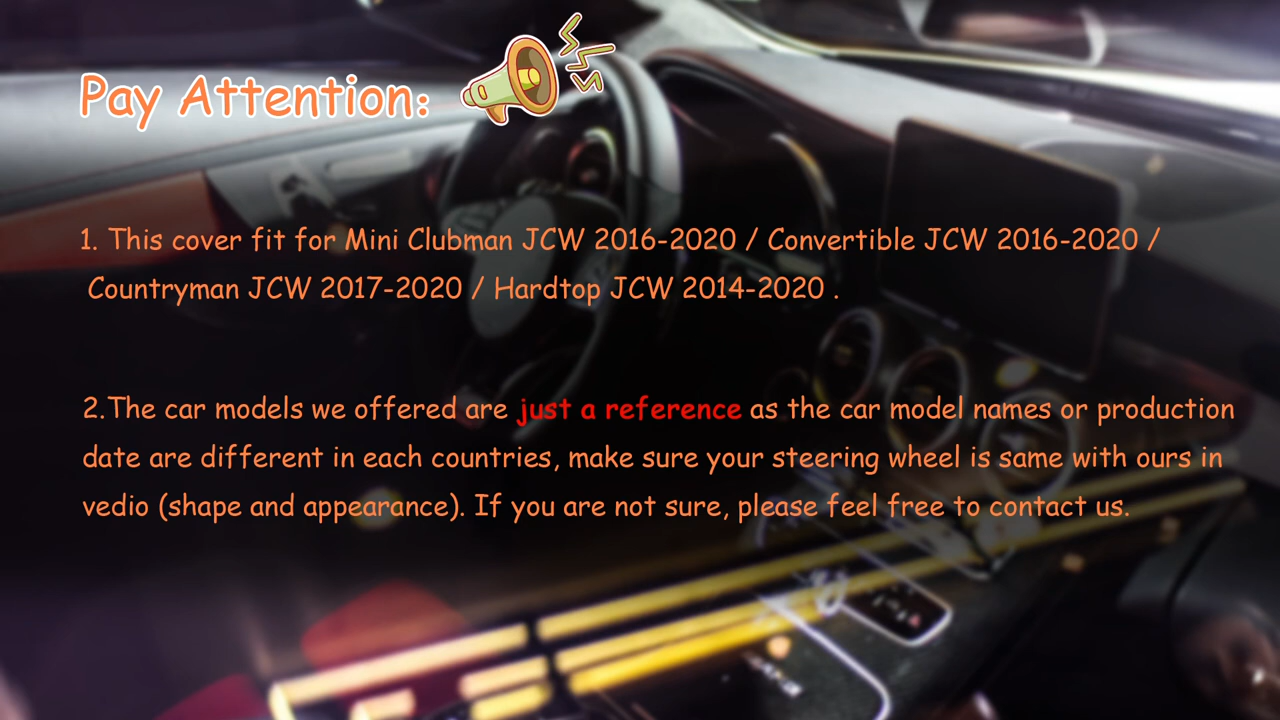 Pay Attention:
1. This cover fit for Mini Clubman JCW 2016-2020 / Convertible JCW 2016-2020 /
Countryman JCW 2017-2020 / Hardtop JCW 2014-2020 .
2.The car models we offered are just a reference as the car model names or production
date are different in each countries, make sure your steering wheel is same with ours in
vedio (shape and appearance). If you are not sure, please feel free to contact us.